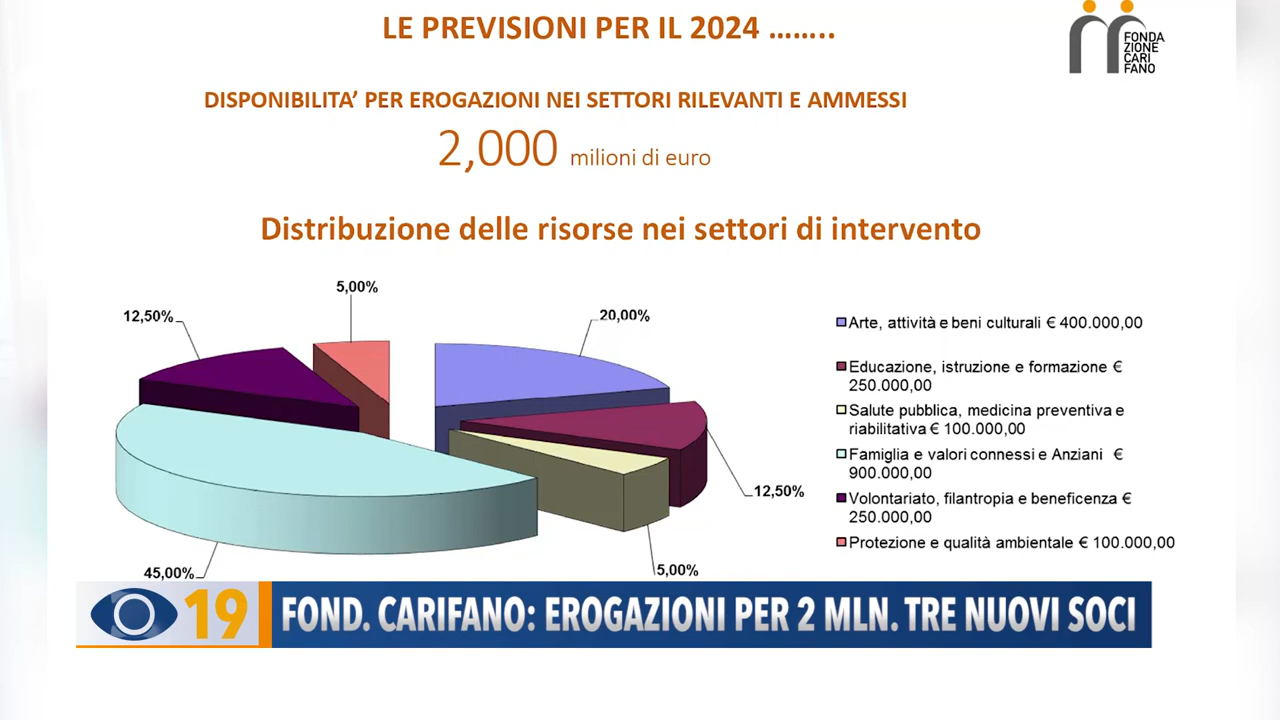 LE PREVISIONI PER IL 2024 ……..
FONDA
ZIONE
CARI
FANO
DISPONIBILITA’ PER EROGAZIONI NEI SETTORI RILEVANTI E AMMESSI
2,000 milioni di euro
Distribuzione delle risorse nei settori di intervento
5,00%
12,50%
20,00%
12,50%
5,00%
45,00%
Arte, attività e beni culturali € 400.000,00
Educazione, istruzione e formazione €
250.000,00
Salute pubblica, medicina preventiva e
riabilitativa € 100.000,00
Famiglia e valori connessi e Anziani €
900.000,00
Volontariato, filantropia e beneficenza €
250.000,00
Protezione e qualità ambientale € 100.000,00
19
FOND. CARIFANO: EROGAZIONI PER 2 MLN. TRE NUOVI SOCI